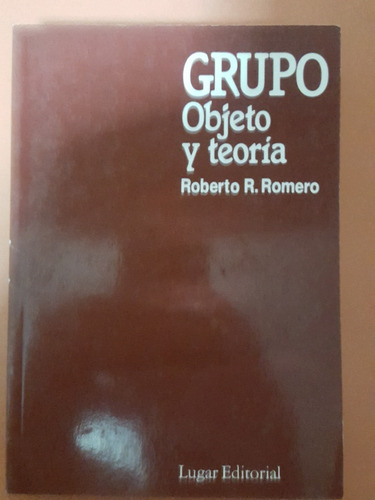 GRUPO
Objeto
y teoría
Roberto R. Romero
Lugar Editorial